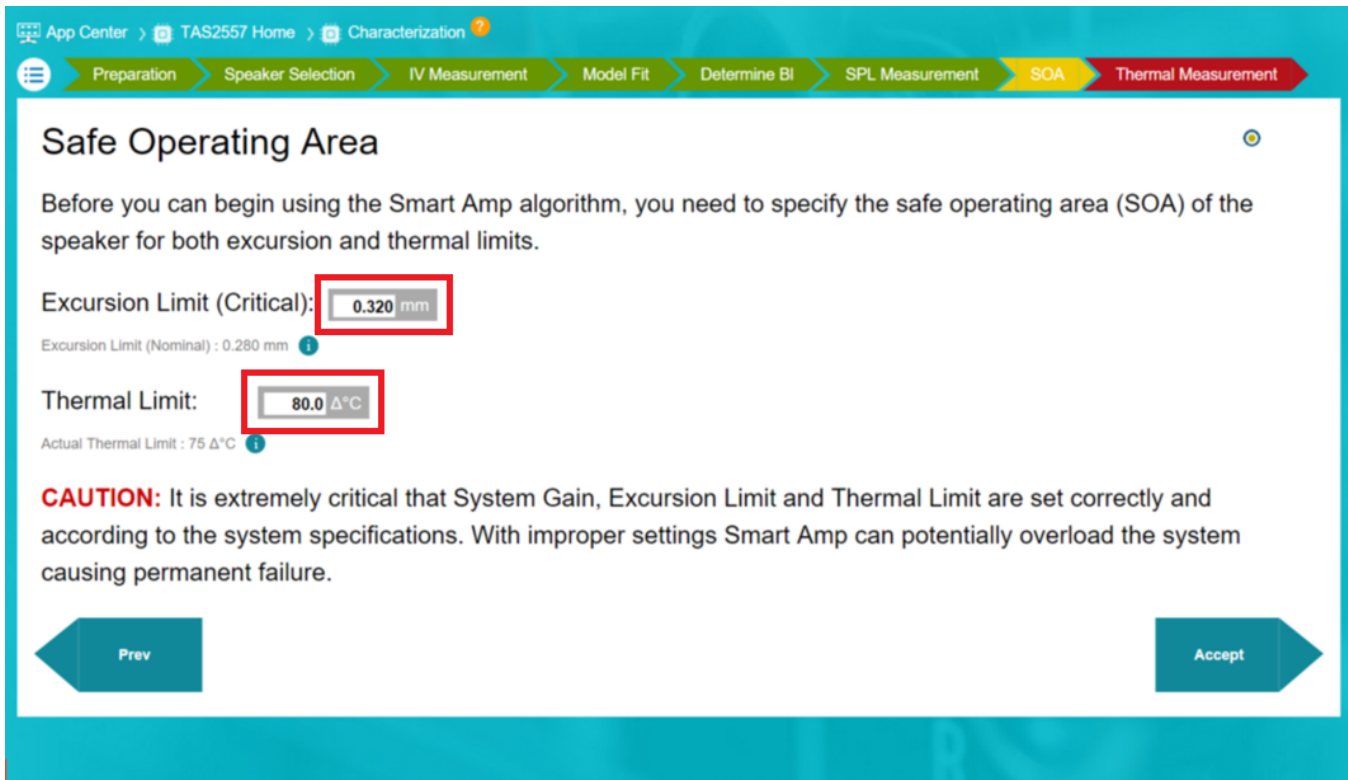 App Center > TAS2557 Home > Characterization ?
Preparation Speaker Selection IV Measurement Model Fit Determine BI SPL Measurement SOA Thermal Measurement
Safe Operating Area
Before you can begin using the Smart Amp algorithm, you need to specify the safe operating area (SOA) of the
speaker for both excursion and thermal limits.
Excursion Limit (Critical): 0.320 mm
Excursion Limit (Nominal) : 0.280 mm i
Thermal Limit: 80.0 Δ°C
Actual Thermal Limit : 75 Δ°C i
CAUTION: It is extremely critical that System Gain, Excursion Limit and Thermal Limit are set correctly and
according to the system specifications. With improper settings Smart Amp can potentially overload the system
causing permanent failure.
Prev Accept
R